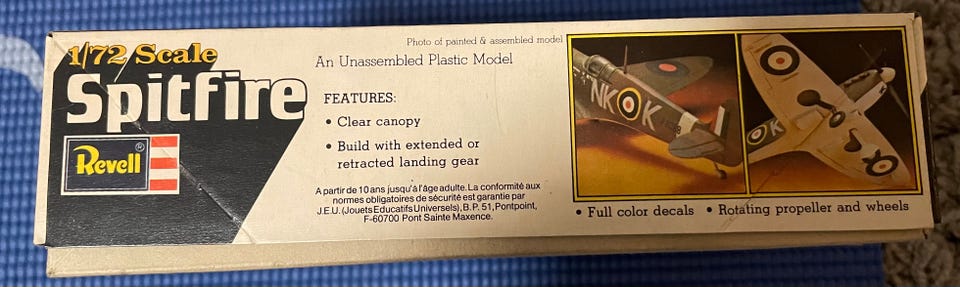 1/72 Scale
Spitfire
Revell®
Photo of painted & assembled model
An Unassembled Plastic Model
FEATURES:
• Clear canopy
• Build with extended or
retracted landing gear
A partir de 10 ans jusqu'à l'âge adulte. La conformité aux
normes obligatoires de sécurité est garantie par
J.E.U. (Jouets Educatifs Universels), B.P. 51, Pontpoint,
F-60700 Pont Sainte Maxence.
NK K
K
• Full color decals • Rotating propeller and wheels